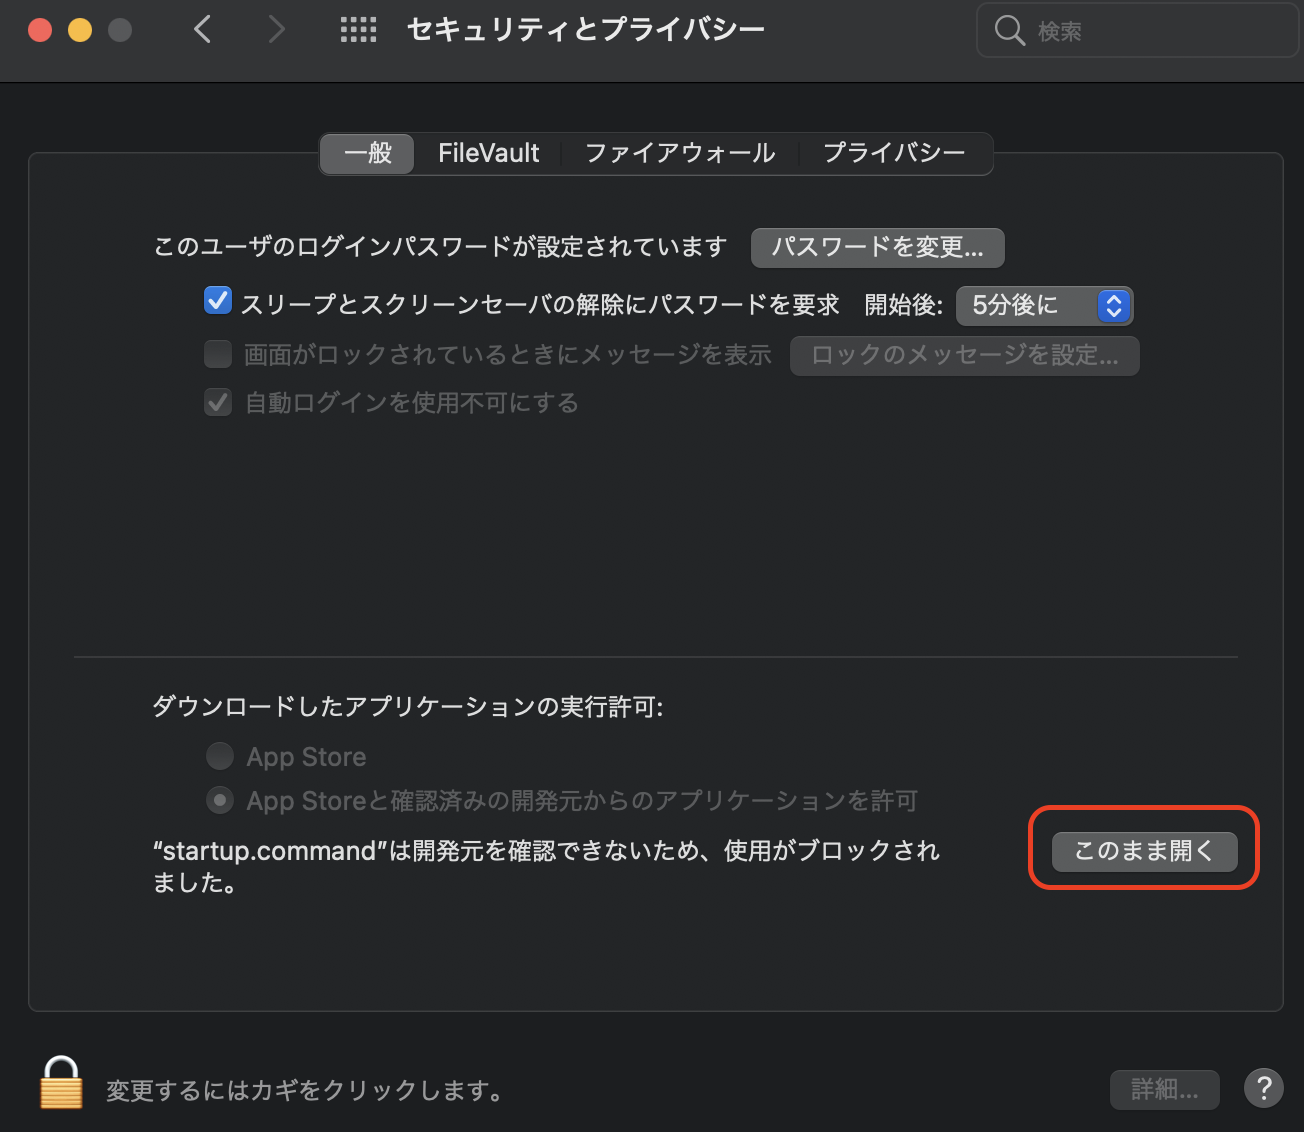 セキュリティとプライバシー
検索
一般 FileVault ファイアウォール プライバシー
このユーザのログインパスワードが設定されています パスワードを変更...
スリープとスクリーンセーバの解除にパスワードを要求 開始後: 5分後に
画面がロックされているときにメッセージを表示 ロックのメッセージを設定...
自動ログインを使用不可にする
ダウンロードしたアプリケーションの実行許可:
App Store
App Storeと確認済みの開発元からのアプリケーションを許可
“startup.command”は開発元を確認できないため、使用がブロックされ
ました。
このまま開く
変更するにはカギをクリックします。
詳細...
?